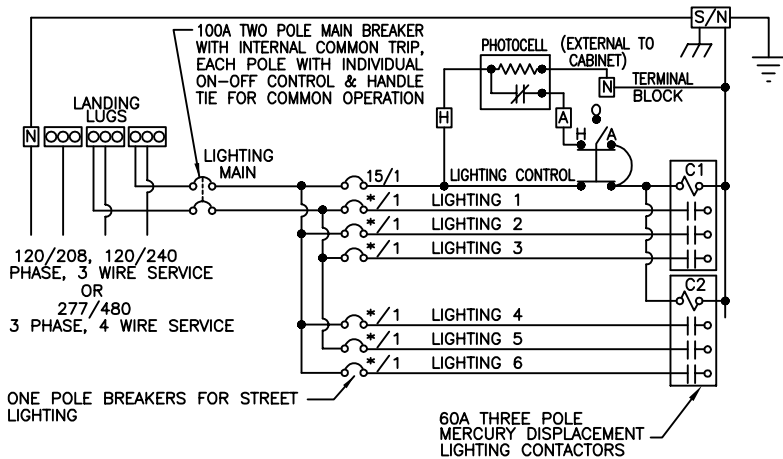 100A TWO POLE MAIN BREAKER
WITH INTERNAL COMMON TRIP,
EACH POLE WITH INDIVIDUAL
ON-OFF CONTROL & HANDLE
TIE FOR COMMON OPERATION
S/N
PHOTOCELL
(EXTERNAL TO
CABINET)
N
TERMINAL
BLOCK
H
A
O
H
A
LANDING
LUGS
N
LIGHTING
MAIN
15/1
LIGHTING CONTROL
C1
*/1
LIGHTING 1
*/1
LIGHTING 2
*/1
LIGHTING 3
120/208, 120/240
PHASE, 3 WIRE SERVICE
OR
277/480
3 PHASE, 4 WIRE SERVICE
C2
*/1
LIGHTING 4
*/1
LIGHTING 5
*/1
LIGHTING 6
ONE POLE BREAKERS FOR STREET
LIGHTING
60A THREE POLE
MERCURY DISPLACEMENT
LIGHTING CONTACTORS